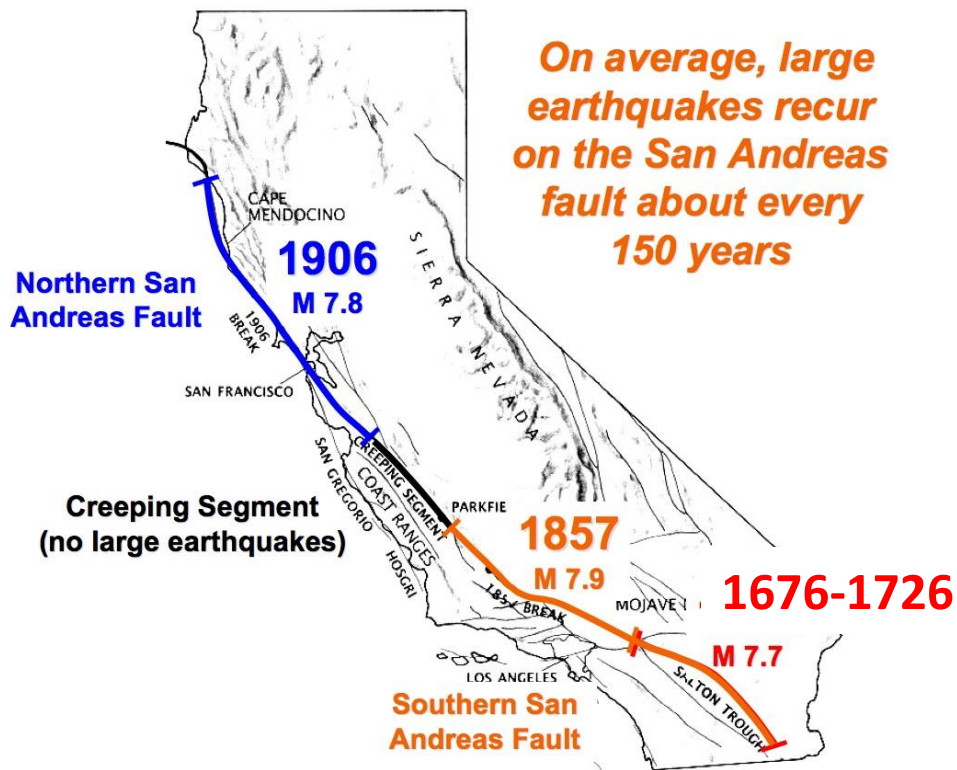 On average, large
earthquakes recur
on the San Andreas
fault about every
150 years
CAPE
MENDOCINO
1906
M 7.8
Northern San
Andreas Fault
1906
BREAK
SIERRA NEVADA
SAN FRANCISCO
CREEPING SEGMENT
COAST RANGES
SAN GREGORIO
HOSGRI
Creeping Segment
(no large earthquakes)
PARKFIE
1857
M 7.9
1857 BREAK
MOJAVE
1676-1726
M 7.7
LOS ANGELES
SALTON TROUGH
Southern San
Andreas Fault